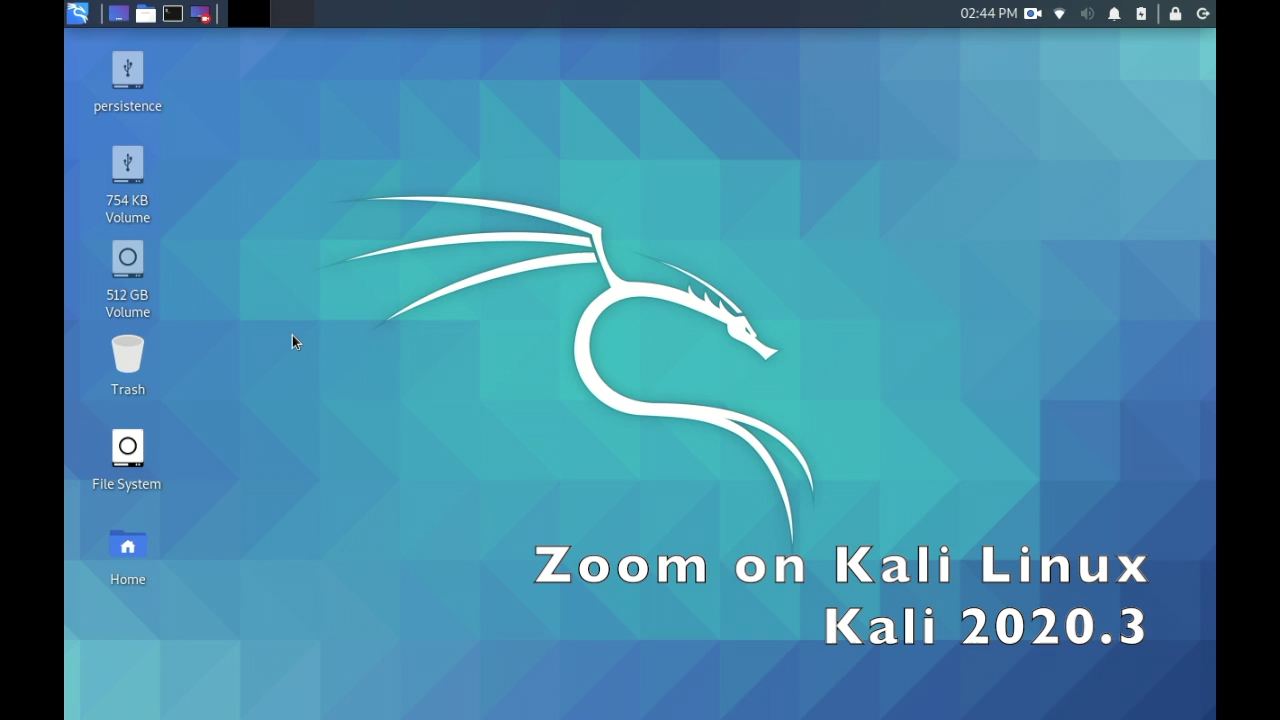 02:44 PM
persistence
754 KB
Volume
512 GB
Volume
Trash
File System
Home
Zoom on Kali Linux
Kali 2020.3